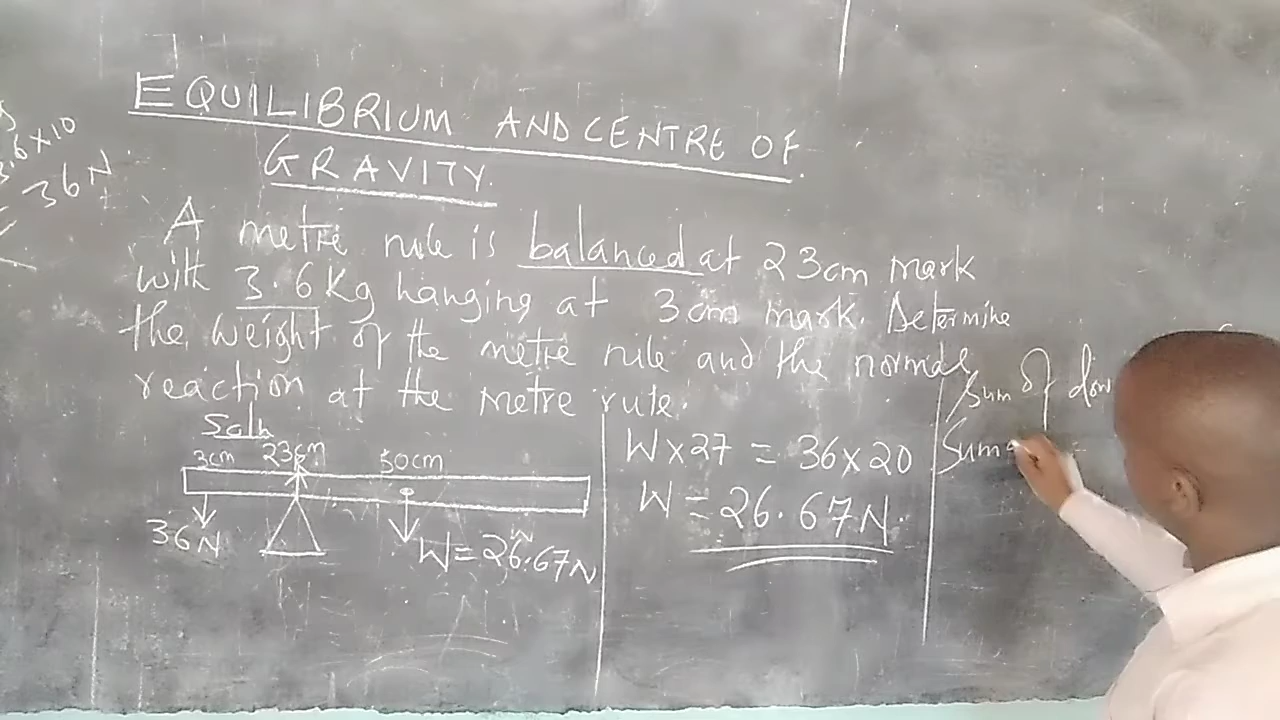 3.6 x 10
36N
EQUILIBRIUM AND CENTRE OF
GRAVITY.
A metre rule is balanced at 23cm mark
with 3.6Kg hanging at 3cm mark. Determine
the weight of the metre rule and the normal
reaction at the metre rule.
Soln
3cm 23cm 50cm
36N
W = 26.67N
W x 27 = 36 x 20
W = 26.67N.
Sum of dow
Sum